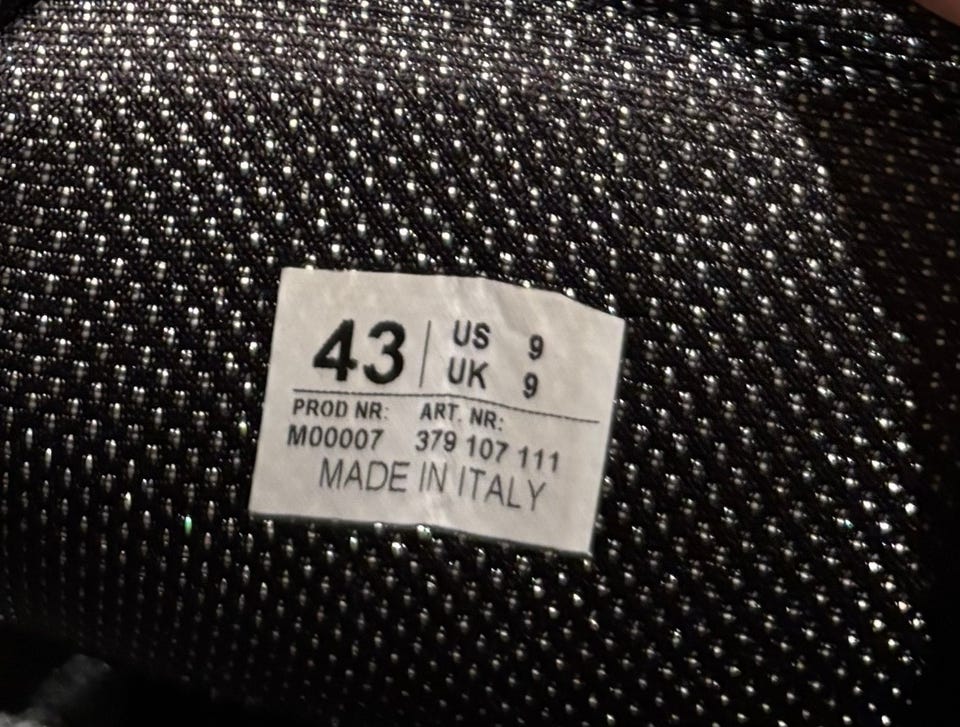 43 US 9
UK 9
PROD NR: ART. NR:
M00007 379 107 111
MADE IN ITALY